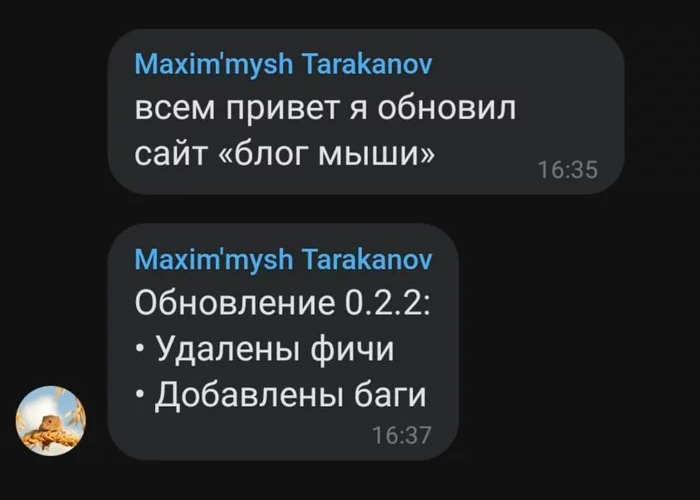 Maxim'mysh Tarakanov
всем привет я обновил
сайт «блог мыши»
16:35
Maxim'mysh Tarakanov
Обновление 0.2.2:
• Удалены фичи
• Добавлены баги
16:37